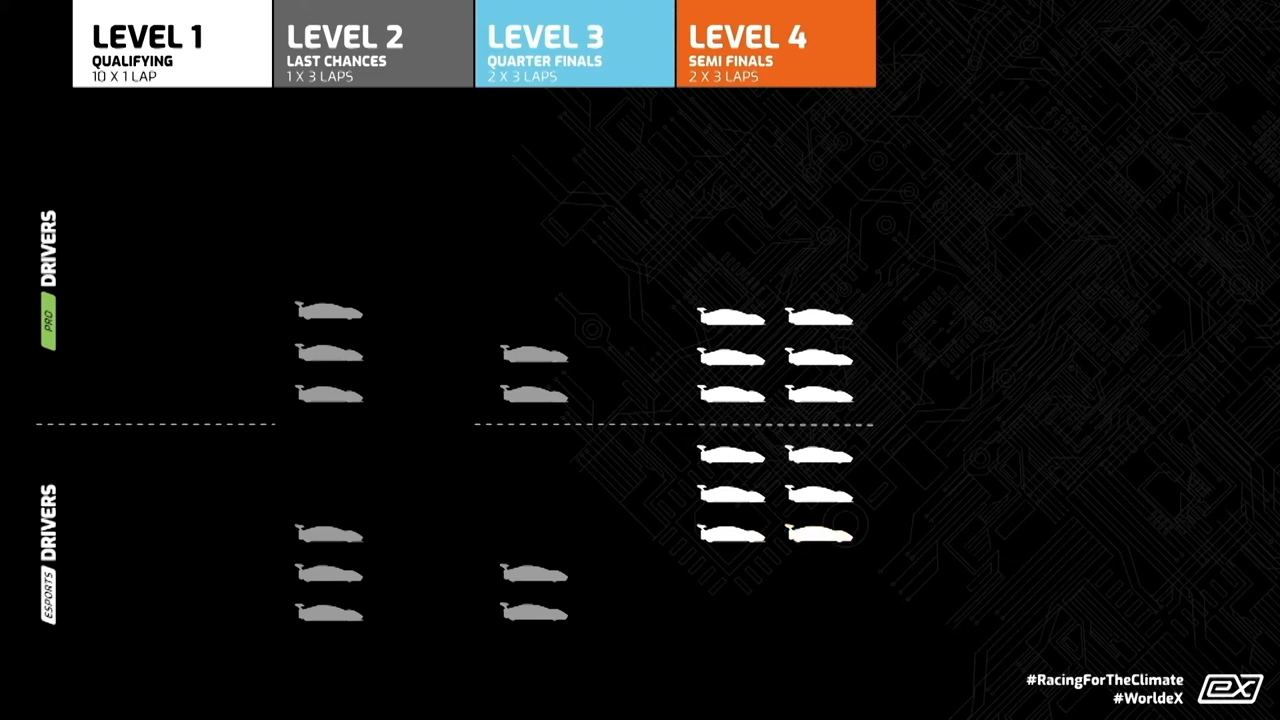 LEVEL 1
QUALIFYING
10 X 1 LAP
LEVEL 2
LAST CHANCES
1 X 3 LAPS
LEVEL 3
QUARTER FINALS
2 X 3 LAPS
LEVEL 4
SEMI FINALS
2 X 3 LAPS
PRO DRIVERS
ESPORTS DRIVERS
#RacingForTheClimate
#WorldeX
eX